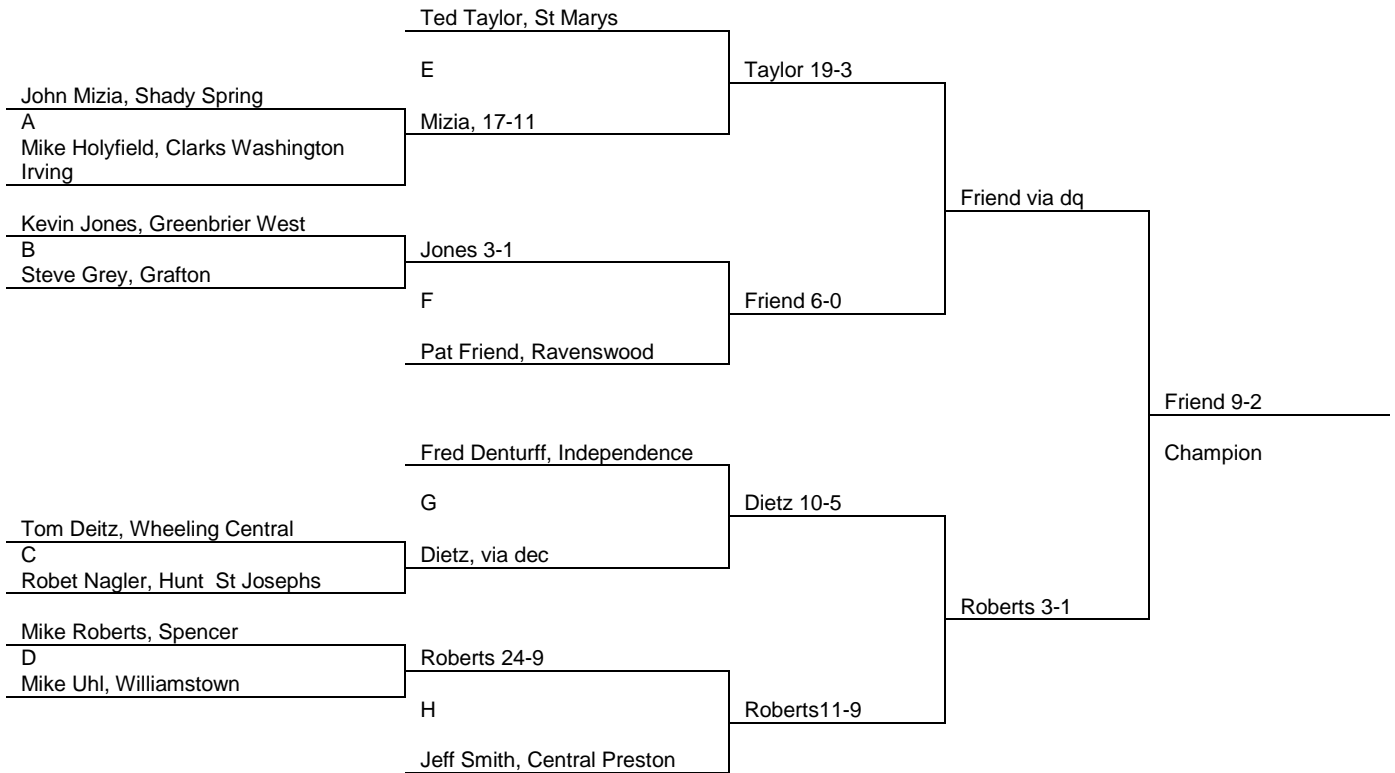 Ted Taylor, St Marys
E
Taylor 19-3
John Mizia, Shady Spring
A
Mizia, 17-11
Mike Holyfield, Clarks Washington
Irving
Friend via dq
Kevin Jones, Greenbrier West
B
Jones 3-1
Steve Grey, Grafton
F
Friend 6-0
Pat Friend, Ravenswood
Friend 9-2
Fred Denturff, Independence
Champion
G
Dietz 10-5
Tom Deitz, Wheeling Central
C
Dietz, via dec
Robet Nagler, Hunt  St Josephs
Roberts 3-1
Mike Roberts, Spencer
D
Roberts 24-9
Mike Uhl, Williamstown
H
Roberts11-9
Jeff Smith, Central Preston